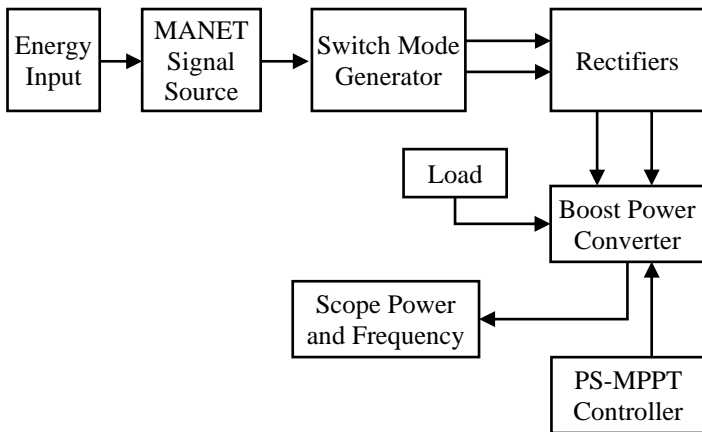 Energy
Input
MANET
Signal
Source
Switch Mode
Generator
Rectifiers
Load
Boost Power
Converter
Scope Power
and Frequency
PS-MPPT
Controller